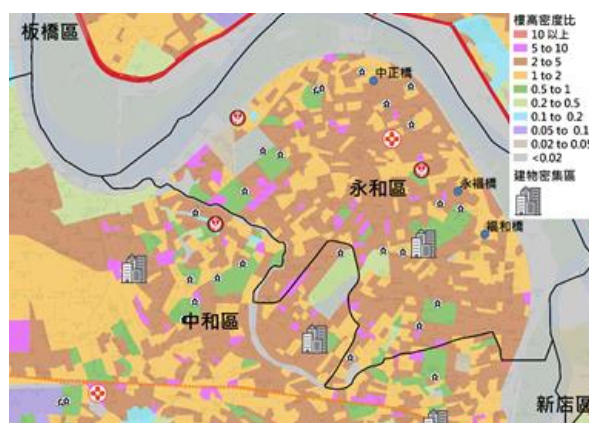 板橋區
中正橋
永和區
永福橋
福和橋
中和區
新店區
樓高密度比
10 以上
5 to 10
2 to 5
1 to 2
0.5 to 1
0.2 to 0.5
0.1 to 0.2
0.05 to 0.1
0.02 to 0.05
<0.02
建物密集區